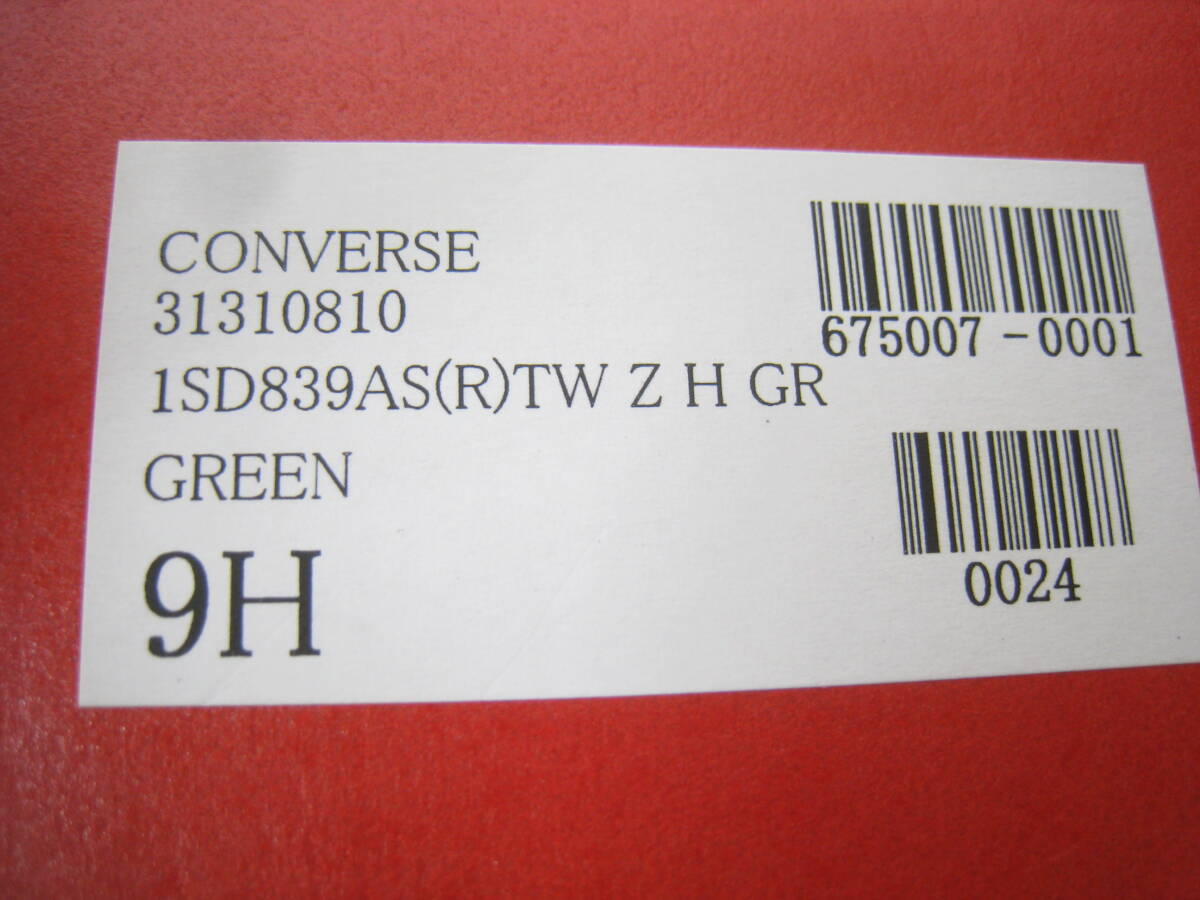 CONVERSE
31310810
675007-0001
1SD839AS(R)TW Z H GR
GREEN
9H
0024